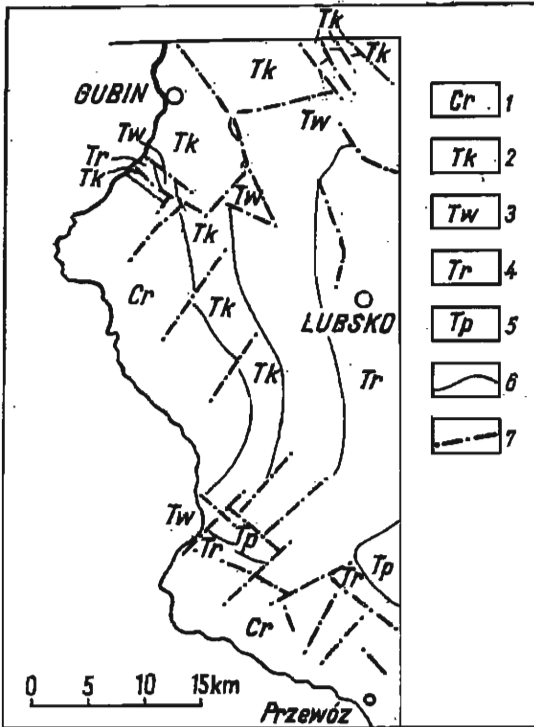 Tk
Tk Tk
GUBIN
Tw Tk Tw
Tr
Tk
Tw
Tk
Cr
Tk
LUBSKO
Tk Tr
Tw
Tp
Tr
Tr Tp
Cr
0 5 10 15km
Przewóz
Cr 1
Tk 2
Tw 3
Tr 4
Tp 5
6
7